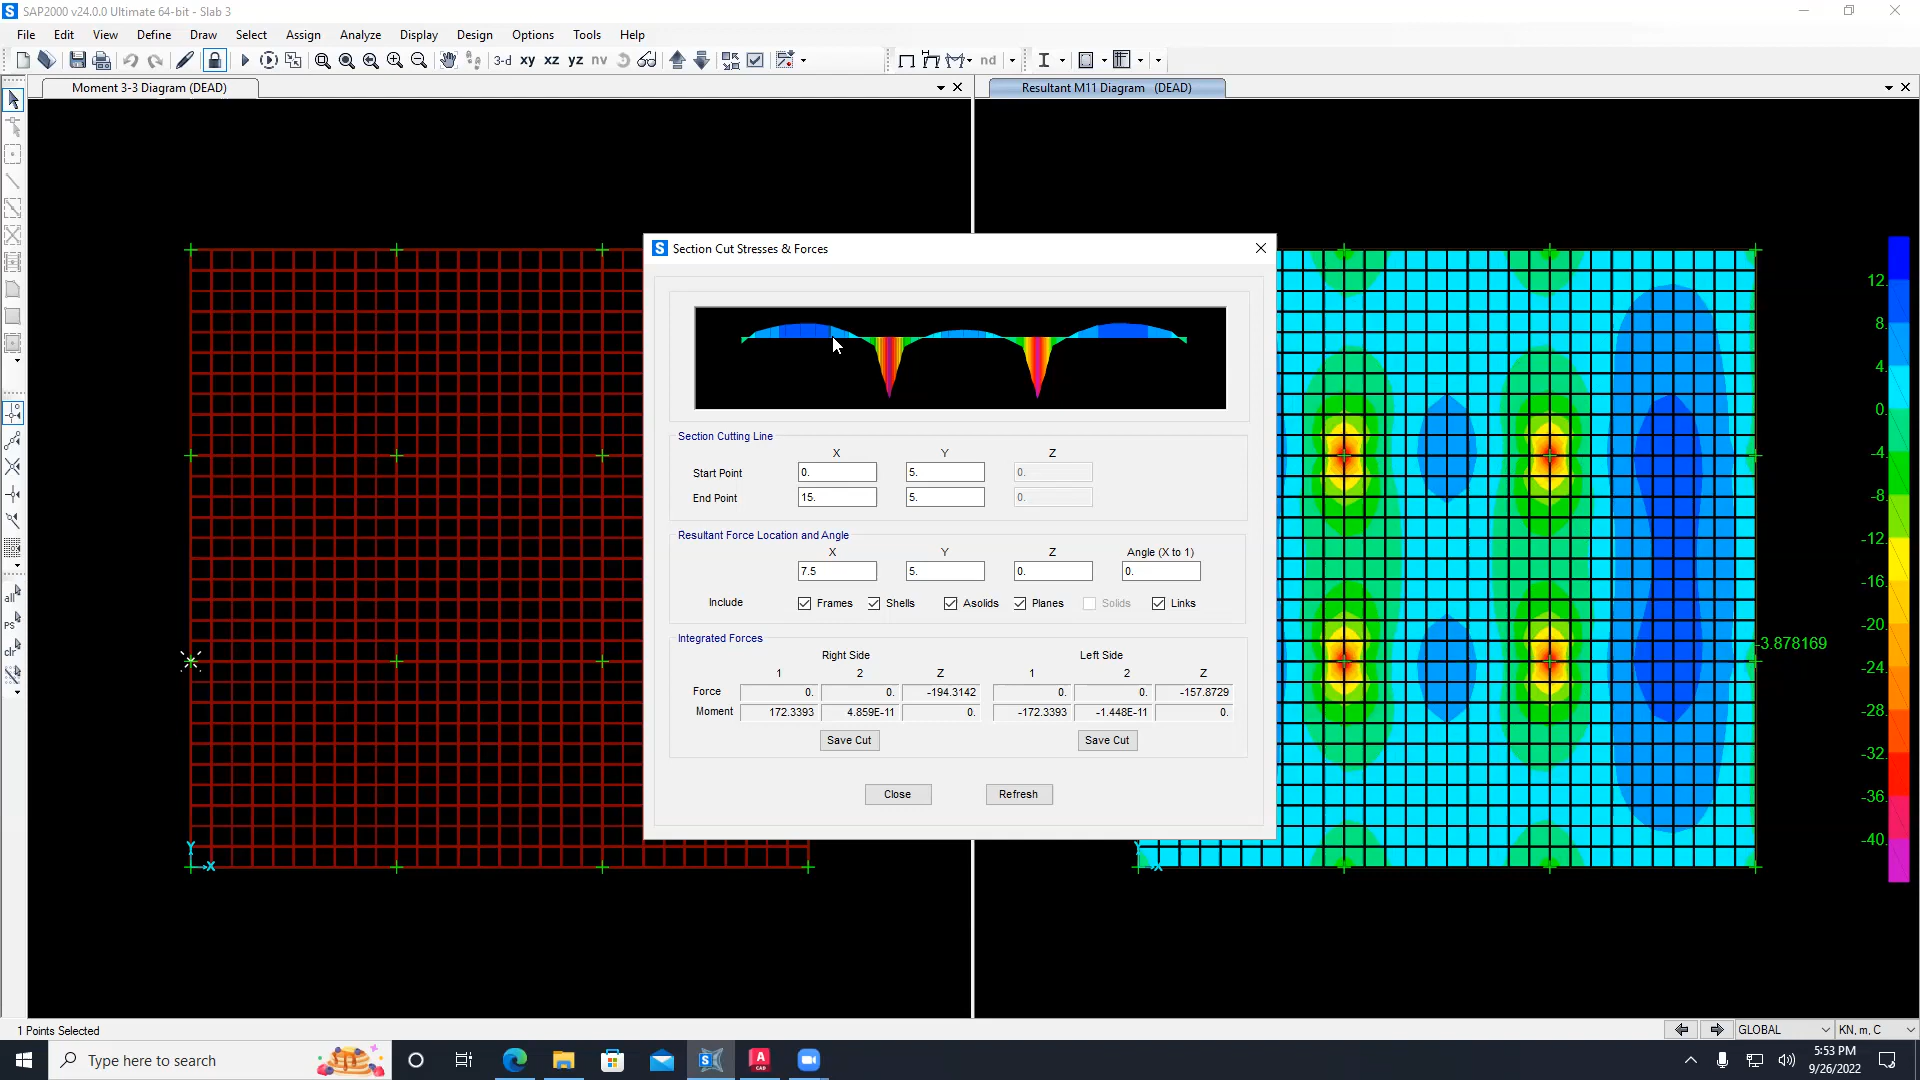 SAP2000 v24.0.0 Ultimate 64-bit - Slab 3
File Edit View Define Draw Select Assign Analyze Display Design Options Tools Help
3-d xy xz yz nv nd
Moment 3-3 Diagram (DEAD)
Resultant M11 Diagram (DEAD)
Section Cut Stresses & Forces
Section Cutting Line
X Y Z
Start Point 0. 5. 0.
End Point 15. 5. 0.
Resultant Force Location and Angle
X Y Z Angle (X to 1)
7.5 5. 0. 0.
Include Frames Shells Asolids Planes Solids Links
Integrated Forces
Right Side Left Side
1 2 Z 1 2 Z
Force 0. 0. -194.3142 0. 0. -157.8729
Moment 172.3393 4.859E-11 0. -172.3393 -1.448E-11 0.
Save Cut Save Cut
Close Refresh
12.
8.
4.
0.
-4.
-8.
-12.
-16.
-20.
-24.
-28.
-32.
-36.
-40.
-3.878169
all
PS
clr
Y
X
Y
X
1 Points Selected
GLOBAL KN, m, C
Type here to search
A
CAD
5:53 PM
9/26/2022